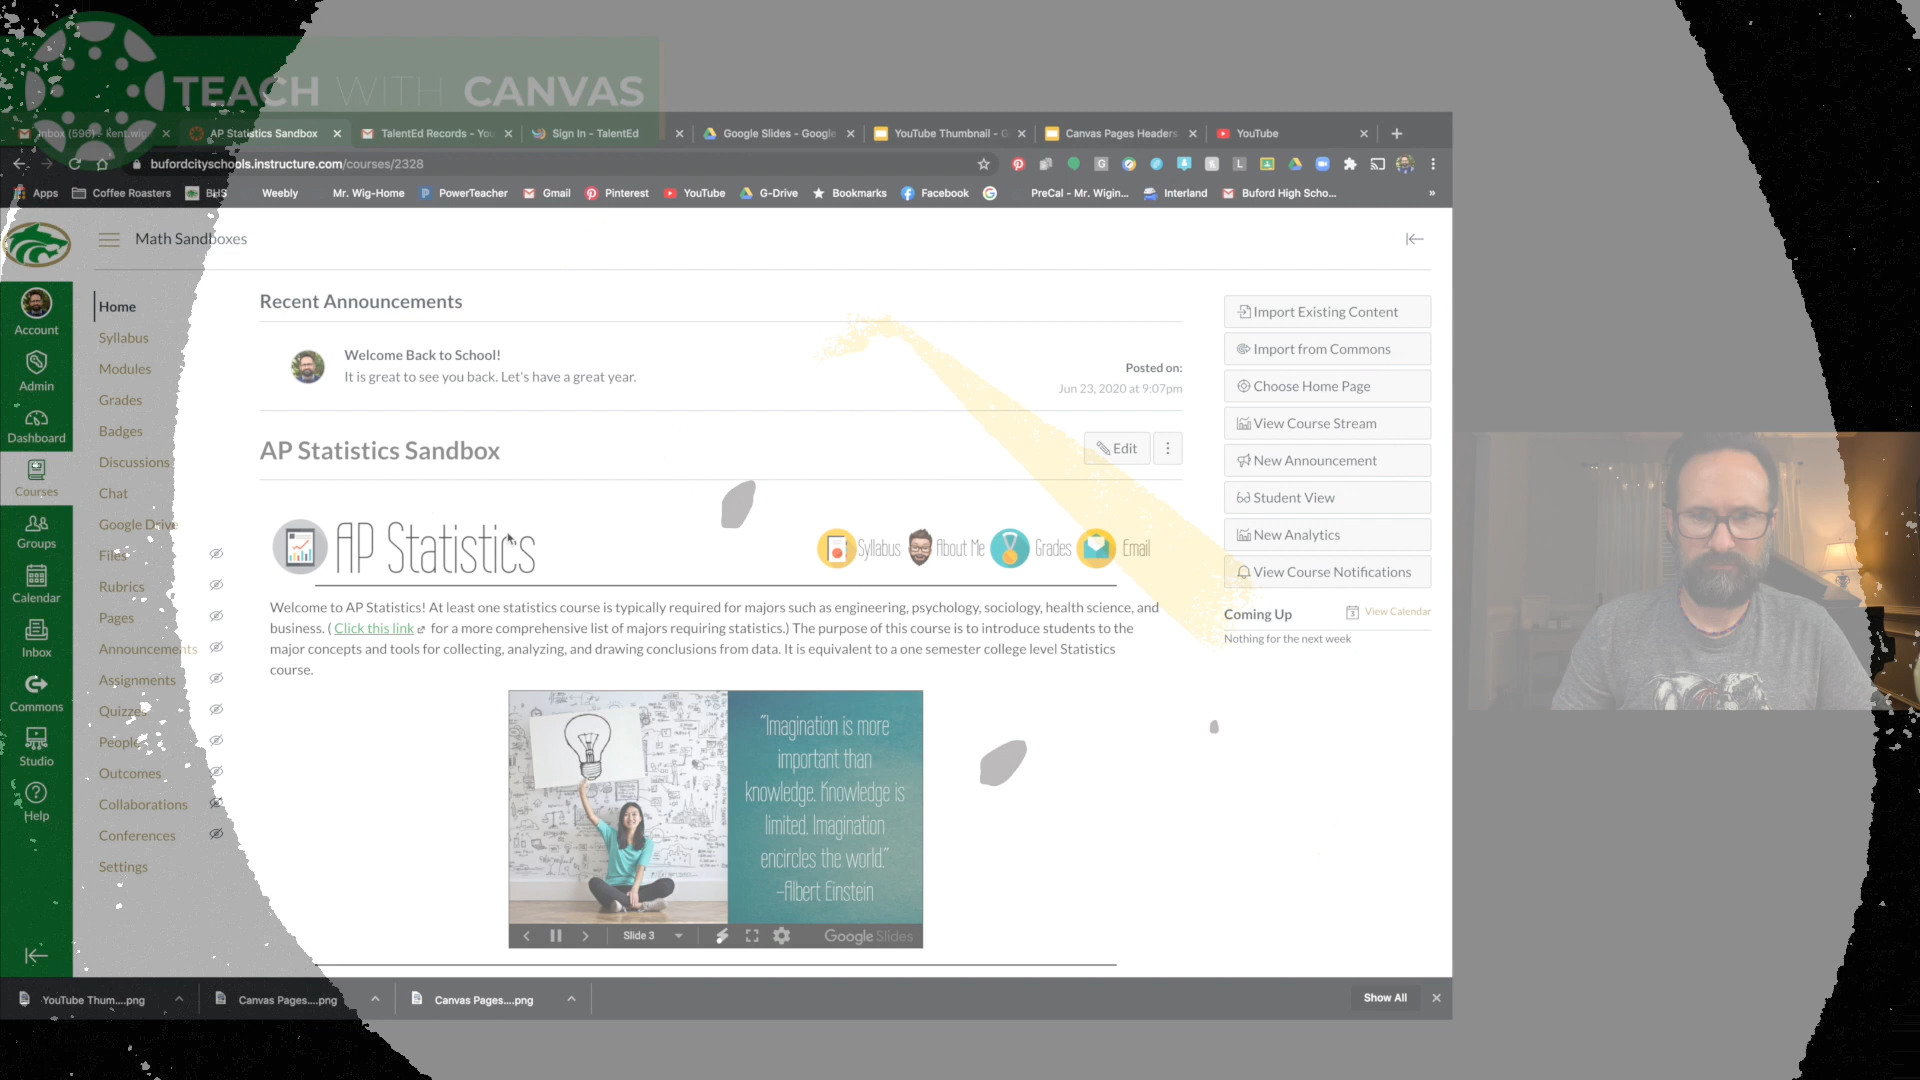 TEACH WITH CANVAS
Inbox (596) - kent.wig
AP Statistics Sandbox
TalentEd Records - You
Sign In - TalentEd
Google Slides - Google
YouTube Thumbnail - G
Canvas Pages Headers
YouTube
bufordcityschools.instructure.com/courses/2328
Apps
Coffee Roasters
BHS
Weebly
Mr. Wig-Home
PowerTeacher
Gmail
Pinterest
YouTube
G-Drive
Bookmarks
Facebook
PreCal - Mr. Wigin...
Interland
Buford High Scho...
Math Sandboxes
Account
Admin
Dashboard
Courses
Groups
Calendar
Inbox
Commons
Studio
Help
Home
Syllabus
Modules
Grades
Badges
Discussions
Chat
Google Drive
Files
Rubrics
Pages
Announcements
Assignments
Quizzes
People
Outcomes
Collaborations
Conferences
Settings
Recent Announcements
Welcome Back to School!
It is great to see you back. Let's have a great year.
Posted on:
Jun 23, 2020 at 9:07pm
AP Statistics Sandbox
Edit
AP Statistics
Syllabus
About Me
Grades
Email
Welcome to AP Statistics! At least one statistics course is typically required for majors such as engineering, psychology, sociology, health science, and
business. ( Click this link for a more comprehensive list of majors requiring statistics.) The purpose of this course is to introduce students to the
major concepts and tools for collecting, analyzing, and drawing conclusions from data. It is equivalent to a one semester college level Statistics
course.
"Imagination is more
important than
knowledge. Knowledge is
limited. Imagination
encircles the world."
-Albert Einstein
Slide 3
Google Slides
Import Existing Content
Import from Commons
Choose Home Page
View Course Stream
New Announcement
Student View
New Analytics
View Course Notifications
Coming Up
View Calendar
Nothing for the next week
YouTube Thum....png
Canvas Pages....png
Canvas Pages....png
Show All